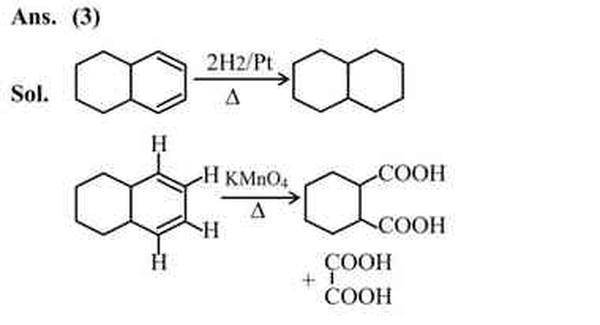 Ans. (3)
Sol.
2H2/Pt
Δ
H
H KMnO₄
Δ
H
H
COOH
COOH
+ COOH
COOH